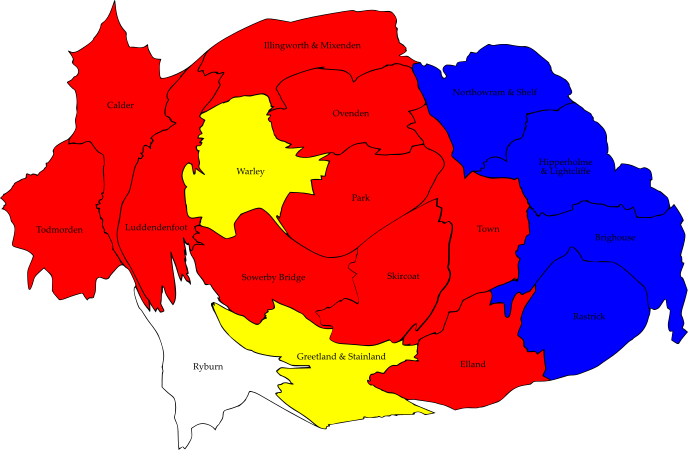 Illingworth & Mixenden
Calder
Northowram & Shelf
Ovenden
Warley
Hipperholme
& Lightcliffe
Park
Todmorden
Luddendenfoot
Town
Brighouse
Sowerby Bridge
Skircoat
Rastrick
Greetland & Stainland
Ryburn
Elland